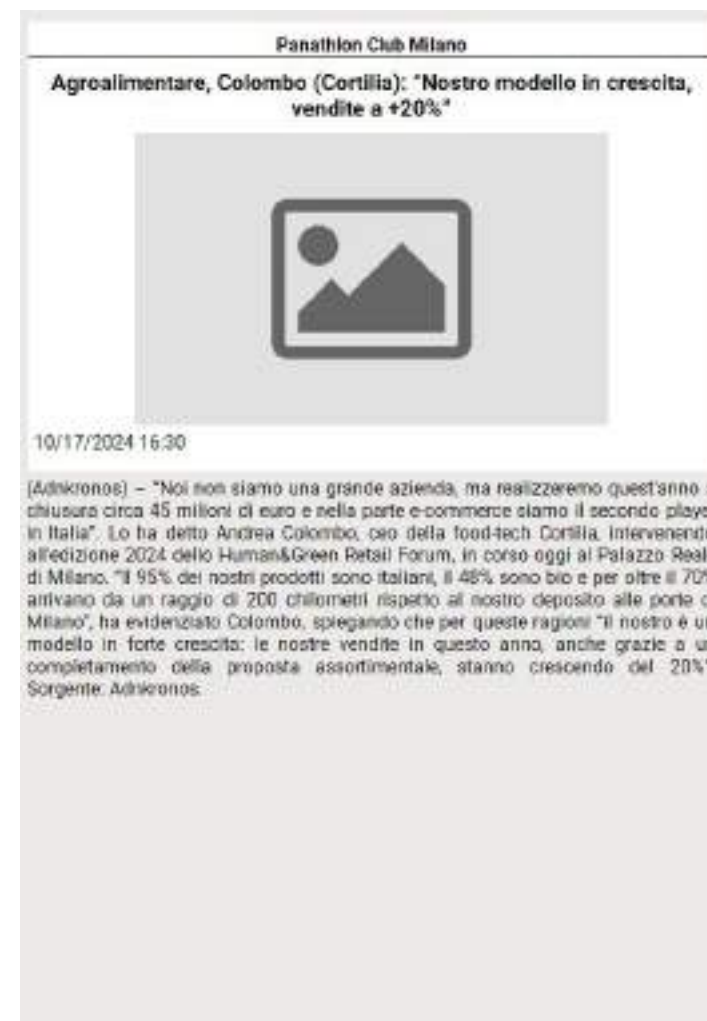 Panathlon Club Milano
Agroalimentare, Colombo (Cortilia): “Nostro modello in crescita,
vendite a +20%”
10/17/2024 16:30
(Adnkronos) – “Noi non siamo una grande azienda, ma realizzeremo quest'anno
chiusura circa 45 milioni di euro e nella parte e-commerce siamo il secondo playe
in Italia”. Lo ha detto Andrea Colombo, ceo della food-tech Cortilia, intervenendo
all'edizione 2024 dello Human&Green Retail Forum, in corso oggi al Palazzo Real
di Milano. “Il 95% dei nostri prodotti sono italiani, il 48% sono bio e per oltre il 70%
arrivano da un raggio di 200 chilometri rispetto al nostro deposito alle porte d
Milano”, ha evidenziato Colombo, spiegando che per queste ragioni “il nostro è un
modello in forte crescita: le nostre vendite in questo anno, anche grazie a un
completamento della proposta assortimentale, stanno crescendo del 20%”
Sorgente: Adnkronos